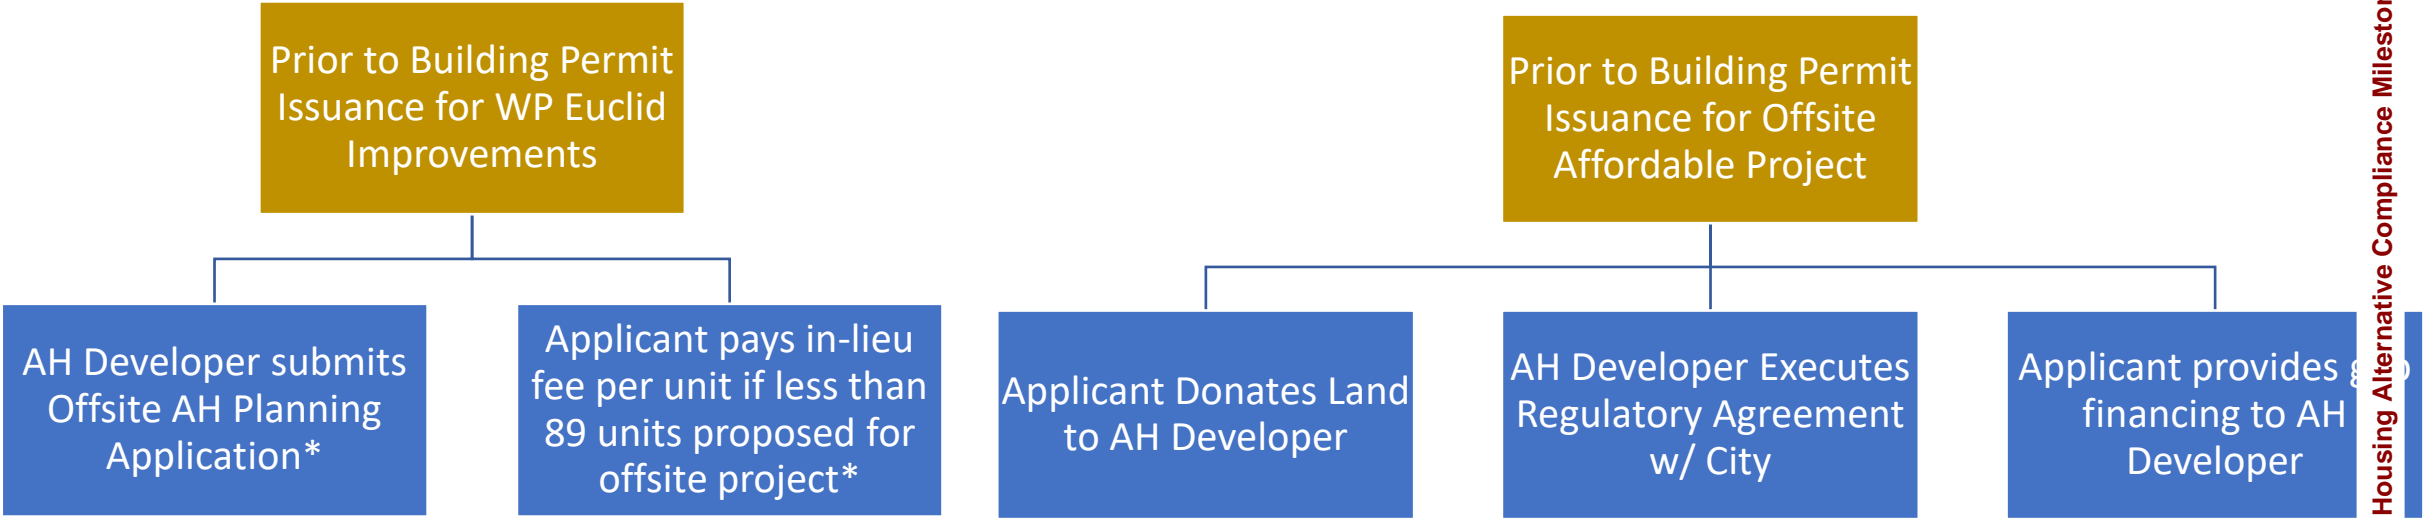 Prior to Building Permit
Issuance for WP Euclid
Improvements
AH Developer submits
Offsite AH Planning
Application*
Applicant pays in-lieu
fee per unit if less than
89 units proposed for
offsite project*
Prior to Building Permit
Issuance for Offsite
Affordable Project
Applicant Donates Land
to AH Developer
AH Developer Executes
Regulatory Agreement
w/ City
Applicant provides
financing to AH
Developer
Housing Alternative Compliance